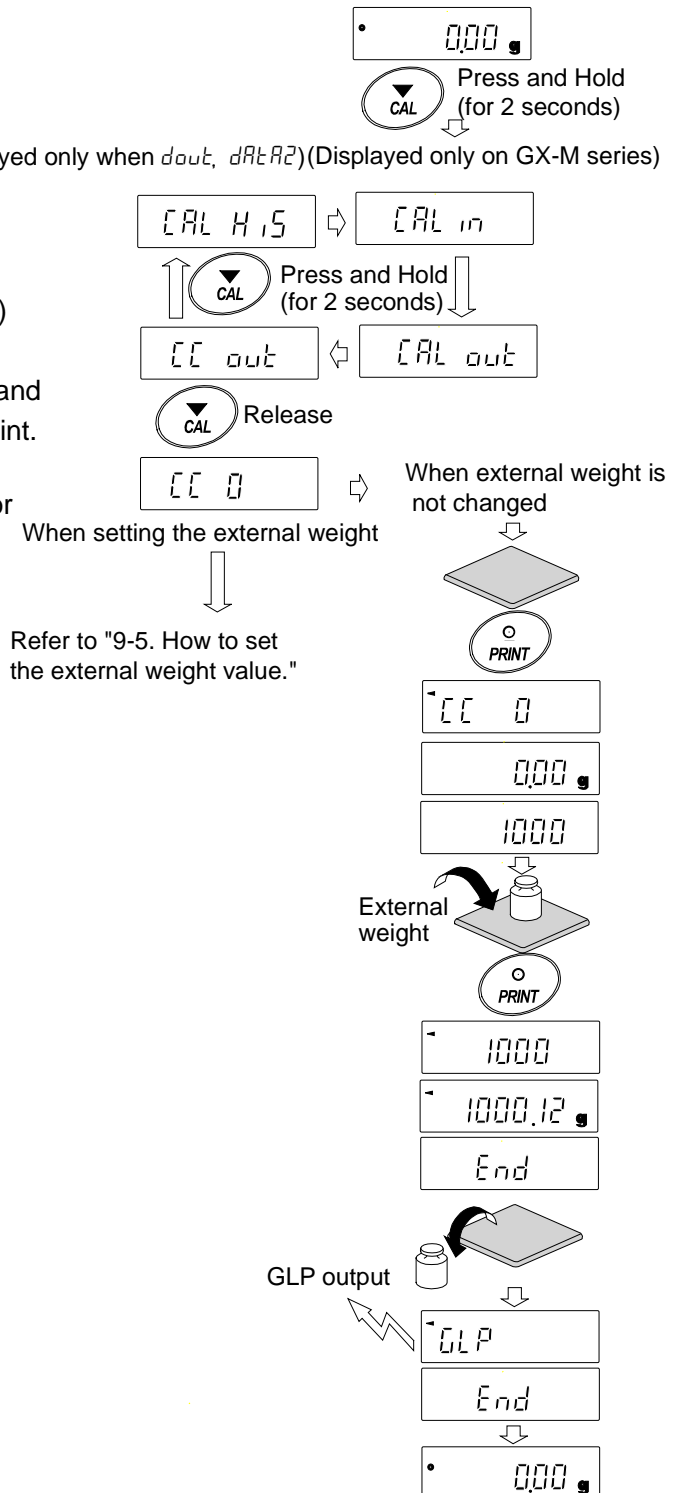 0.00 g
Press and Hold
CAL
(for 2 seconds)
yed only when dout, dAtA2)(Displayed only on GX-M series)
CAL HiS
CAL in
Press and Hold
CAL
(for 2 seconds)
)
CC out
CAL out
and
CAL
Release
int.
CC 0
When external weight is
not changed
or
When setting the external weight
PRINT
Refer to "9-5. How to set
the external weight value."
CC 0
0.00 g
1000
External
weight
PRINT
1000
1000.12 g
End
GLP output
GLP
End
0.00 g